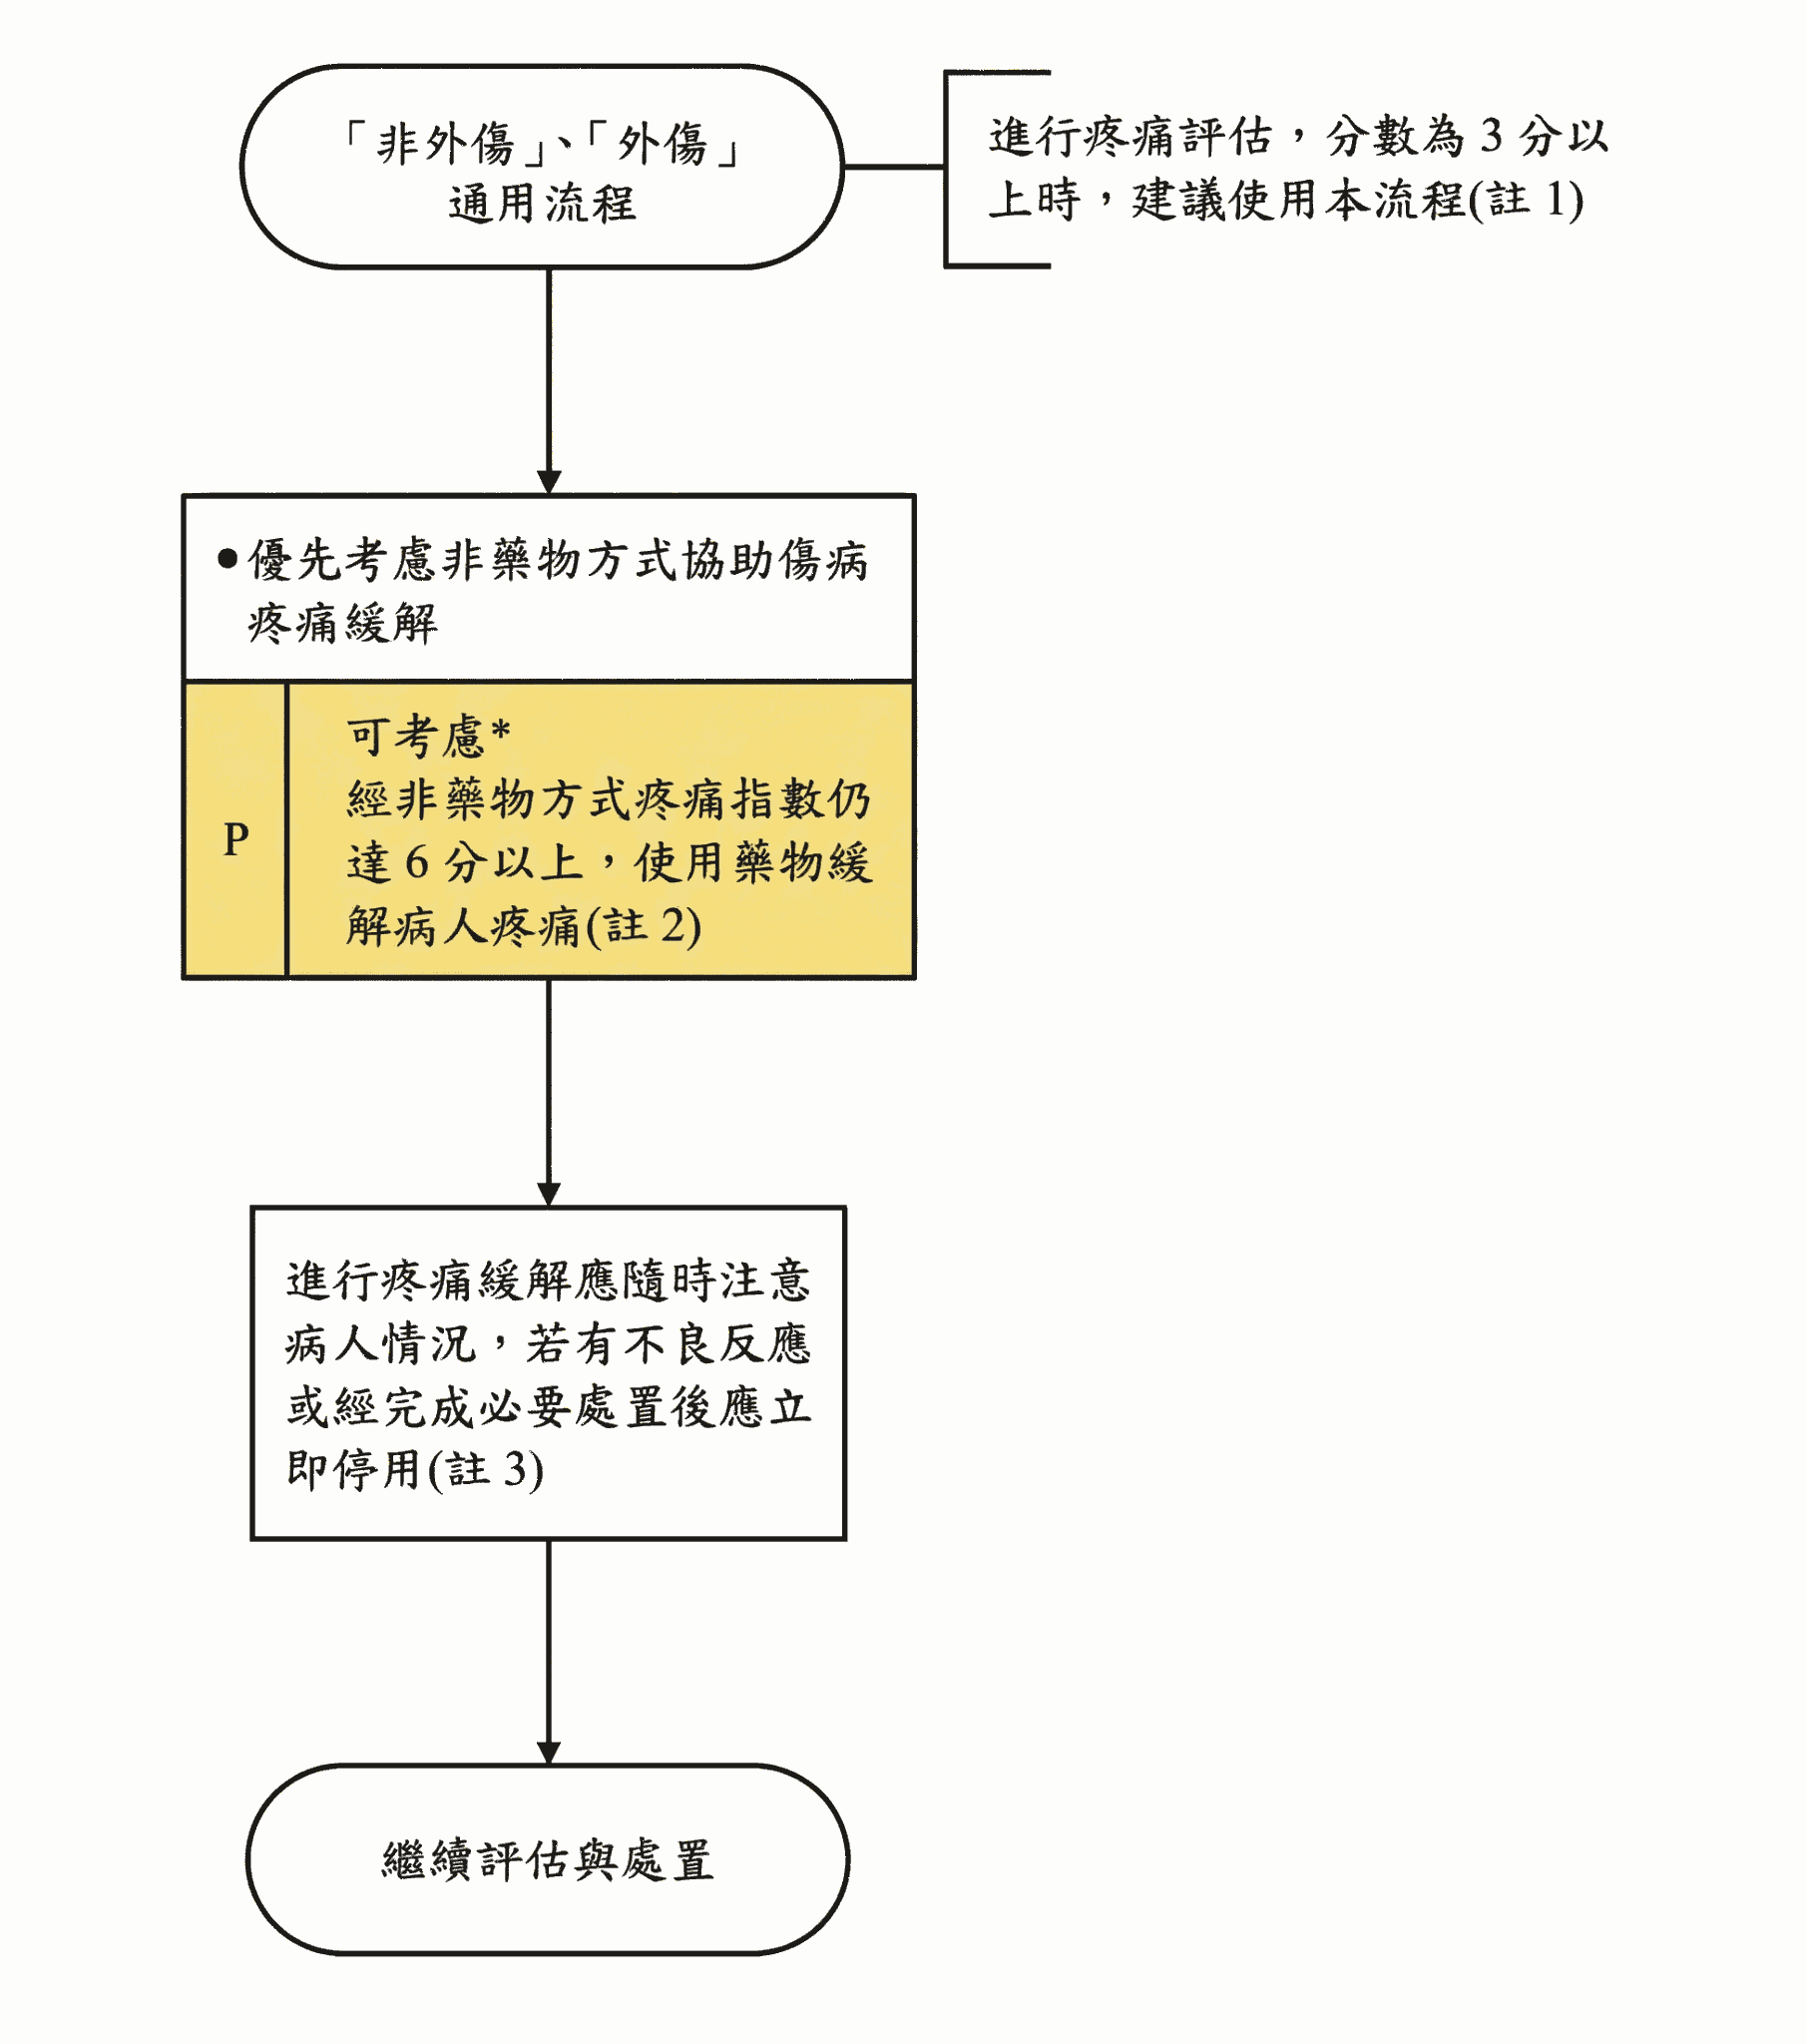 「非外傷」、「外傷」
通用流程
進行疼痛評估，分數為 3 分以
上時，建議使用本流程(註 1)
●優先考慮非藥物方式協助傷病
疼痛緩解
P
可考慮*
經非藥物方式疼痛指數仍
達 6 分以上，使用藥物緩
解病人疼痛(註 2)
進行疼痛緩解應隨時注意
病人情況，若有不良反應
或經完成必要處置後應立
即停用(註 3)
繼續評估與處置